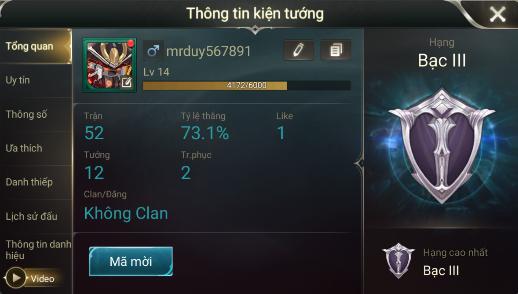 Thông tin kiện tướng
Tổng quan
Uy tín
Thông số
Ưa thích
Danh thiếp
Lịch sử đấu
Thông tin danh hiệu
Video
mrduy567891
Lv 14
4172/6000
Trận
Tỷ lệ thắng
Like
52
73.1%
1
Tướng
Tr.phục
12
2
Clan/Đăng
Không Clan
Mã mời
Hạng
Bạc III
Hạng cao nhất
Bạc III